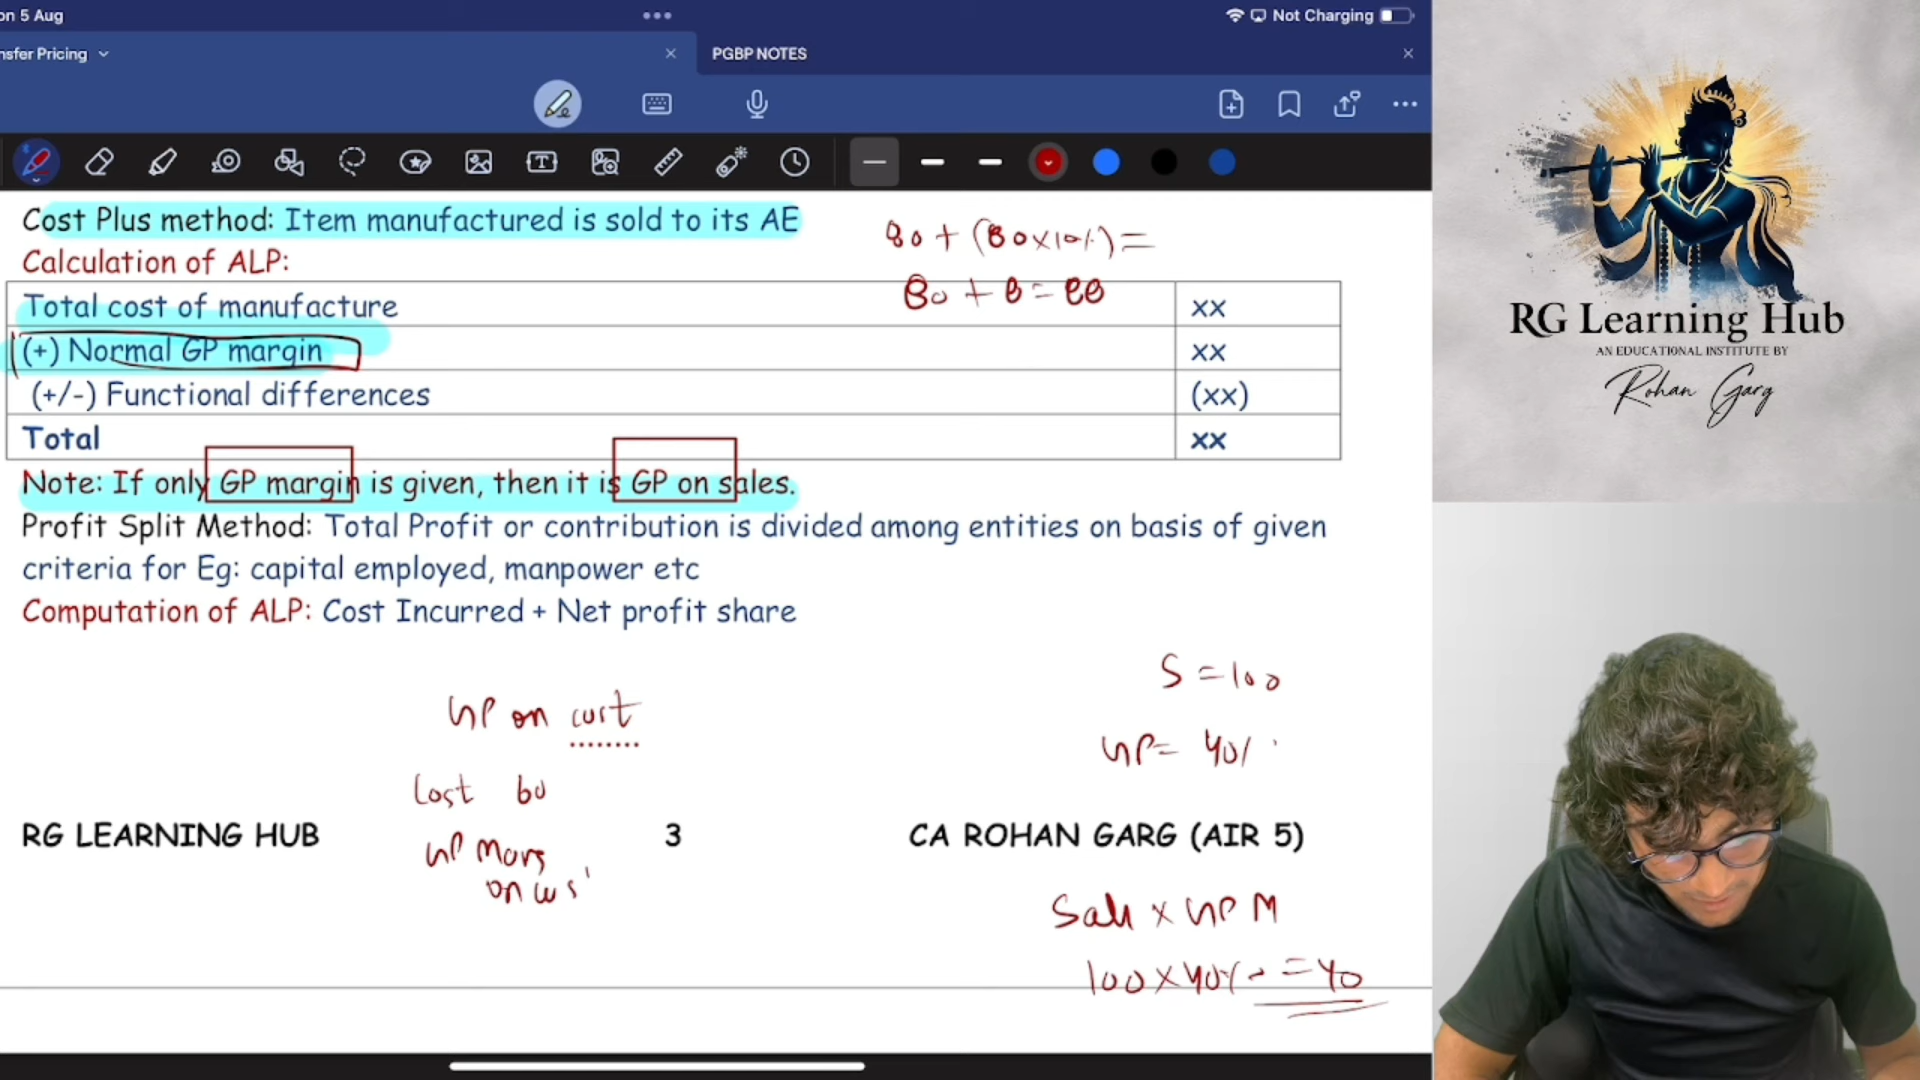 on 5 Aug
Not Charging
nsfer Pricing
PGBP NOTES
Cost Plus method: Item manufactured is sold to its AE
80 + (80x10%) =
Calculation of ALP:
80 + 8 = 88
Total cost of manufacture xx
(+) Normal GP margin xx
(+/-) Functional differences (xx)
Total xx
Note: If only GP margin is given, then it is GP on sales.
Profit Split Method: Total Profit or contribution is divided among entities on basis of given
criteria for Eg: capital employed, manpower etc
Computation of ALP: Cost Incurred + Net profit share
S = 100
GP on cost
GP = 40%
Cost 60
RG LEARNING HUB 3 CA ROHAN GARG (AIR 5)
GP Marg
on
Sale x GP M
100 x 40% = 40
RG Learning Hub
AN EDUCATIONAL INSTITUTE BY
Rohan Garg